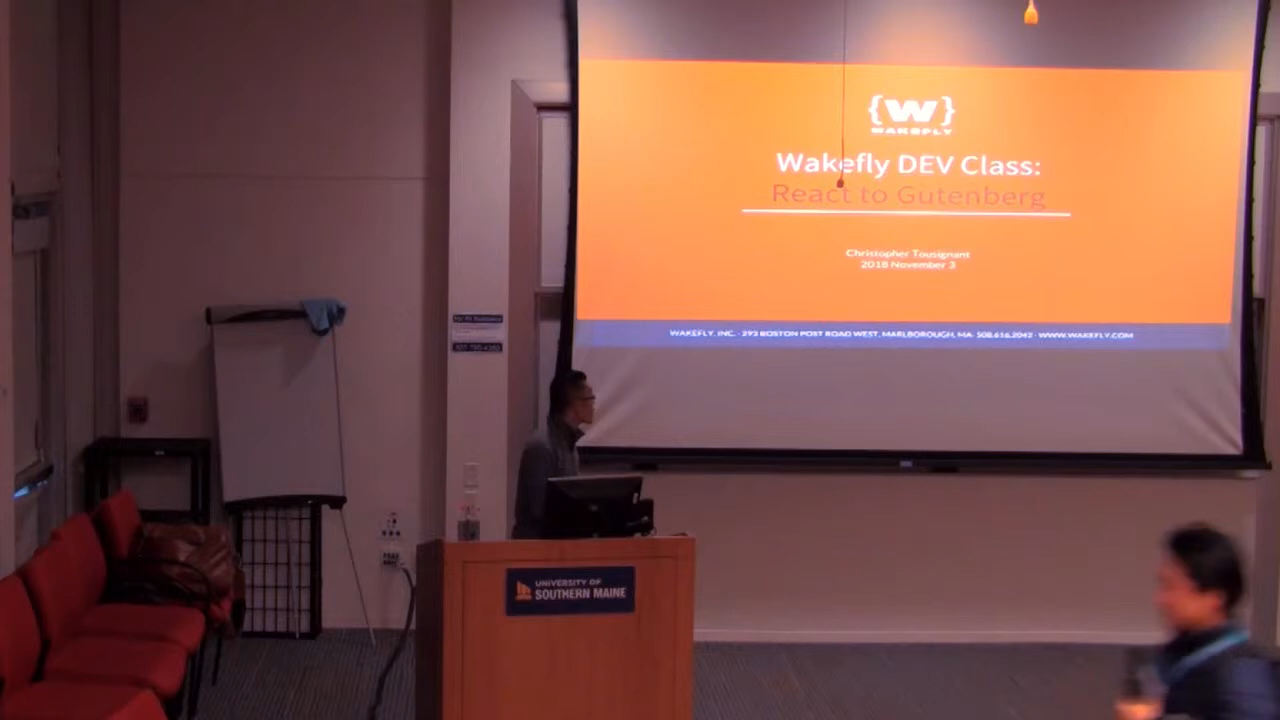 {W}
WAKEFLY
Wakefly DEV Class:
React to Gutenberg
Christopher Tousignant
2018 November 3
WAKEFLY, INC. · 293 BOSTON POST ROAD WEST, MARLBOROUGH, MA· 508.616.2042 · WWW.WAKEFLY.COM
UNIVERSITY OF
SOUTHERN MAINE